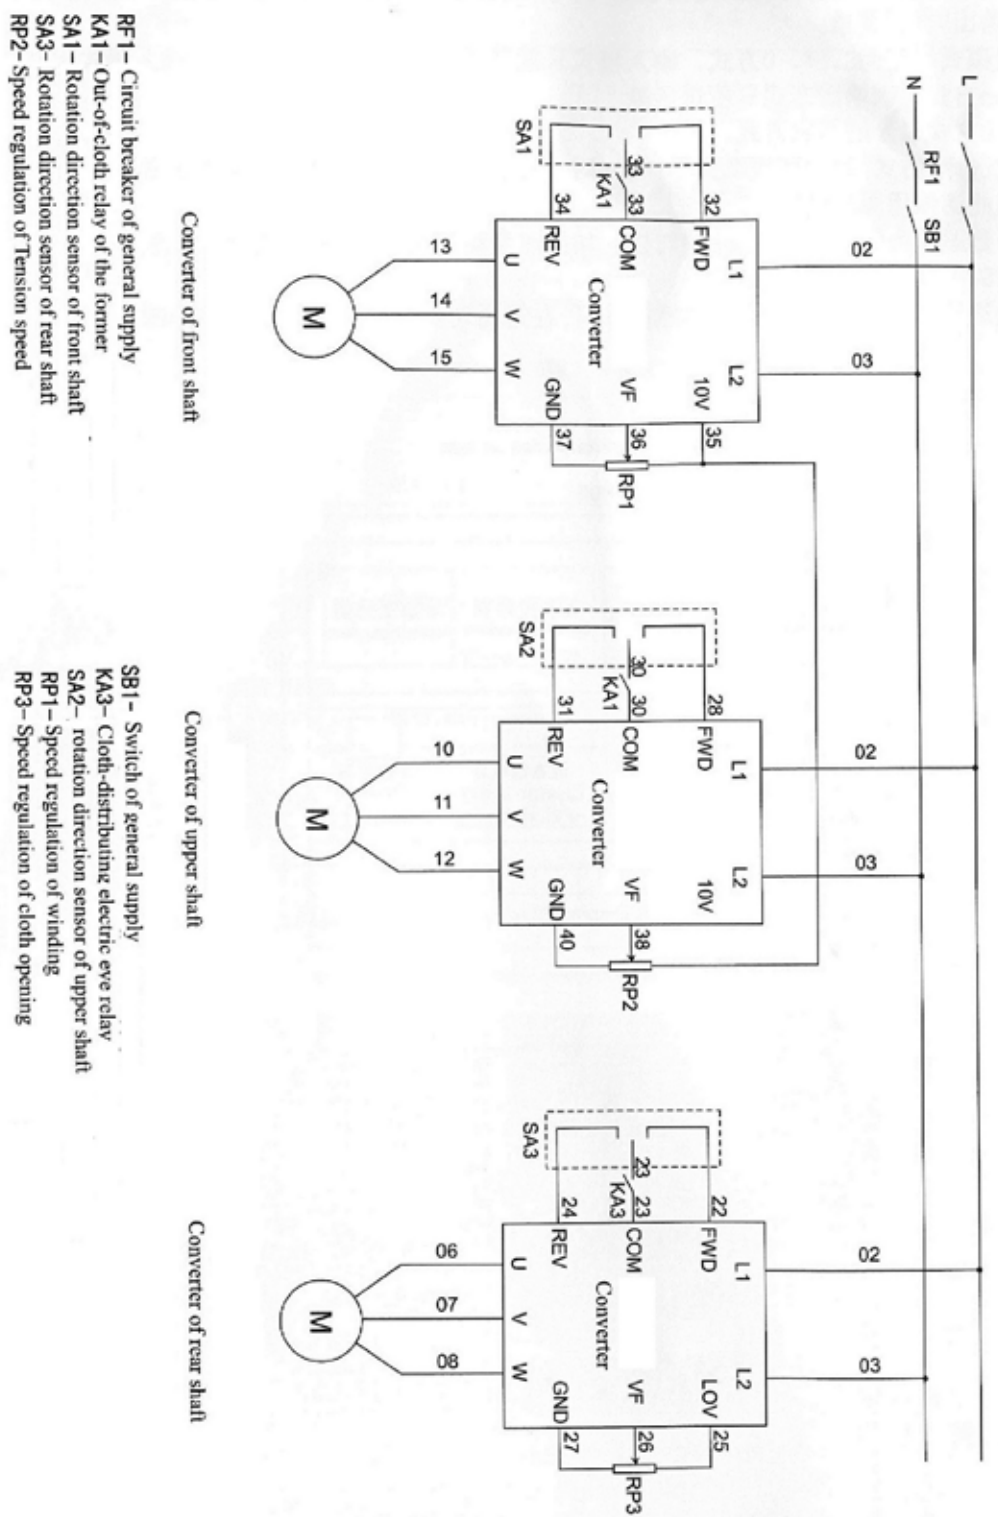 L
N
RF1
SB1
02
03
02
03
02
03
SA1
33
KA1
34
33
32
REV
COM
FWD
L1
U
V
W
Converter
L2
GND
VF
10V
37
36
35
RP1
13
14
15
M
Converter of front shaft
SA2
30
KA1
31
30
28
REV
COM
FWD
L1
U
V
W
Converter
L2
GND
VF
10V
40
38
RP2
10
11
12
M
Converter of upper shaft
SA3
23
KA3
24
23
22
REV
COM
FWD
L1
U
V
W
Converter
L2
GND
VF
LOV
27
26
25
RP3
06
07
08
M
Converter of rear shaft
RF1- Circuit breaker of general supply
KA1- Out-of-cloth relay of the former
SA1- Rotation direction sensor of front shaft
SA3- Rotation direction sensor of rear shaft
RP2- Speed regulation of Tension speed
SB1- Switch of general supply
KA3- Cloth-distributing electric eye relay
SA2- rotation direction sensor of upper shaft
RP1- Speed regulation of winding
RP3- Speed regulation of cloth opening